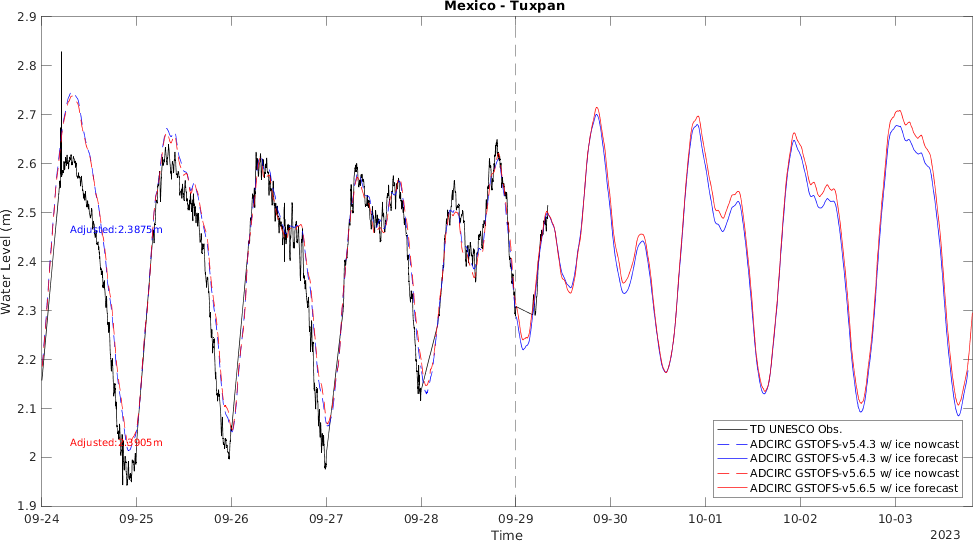 Mexico - Tuxpan
2.9
2.8
2.7
2.6
2.5
2.4
2.3
2.2
2.1
2
1.9
Water Level (m)
Adjusted:2.3875m
Adjusted:2.3905m
TD UNESCO Obs.
ADCIRC GSTOFS-v5.4.3 w/ ice nowcast
ADCIRC GSTOFS-v5.4.3 w/ ice forecast
ADCIRC GSTOFS-v5.6.5 w/ ice nowcast
ADCIRC GSTOFS-v5.6.5 w/ ice forecast
09-24 09-25 09-26 09-27 09-28 09-29 09-30 10-01 10-02 10-03
Time
2023